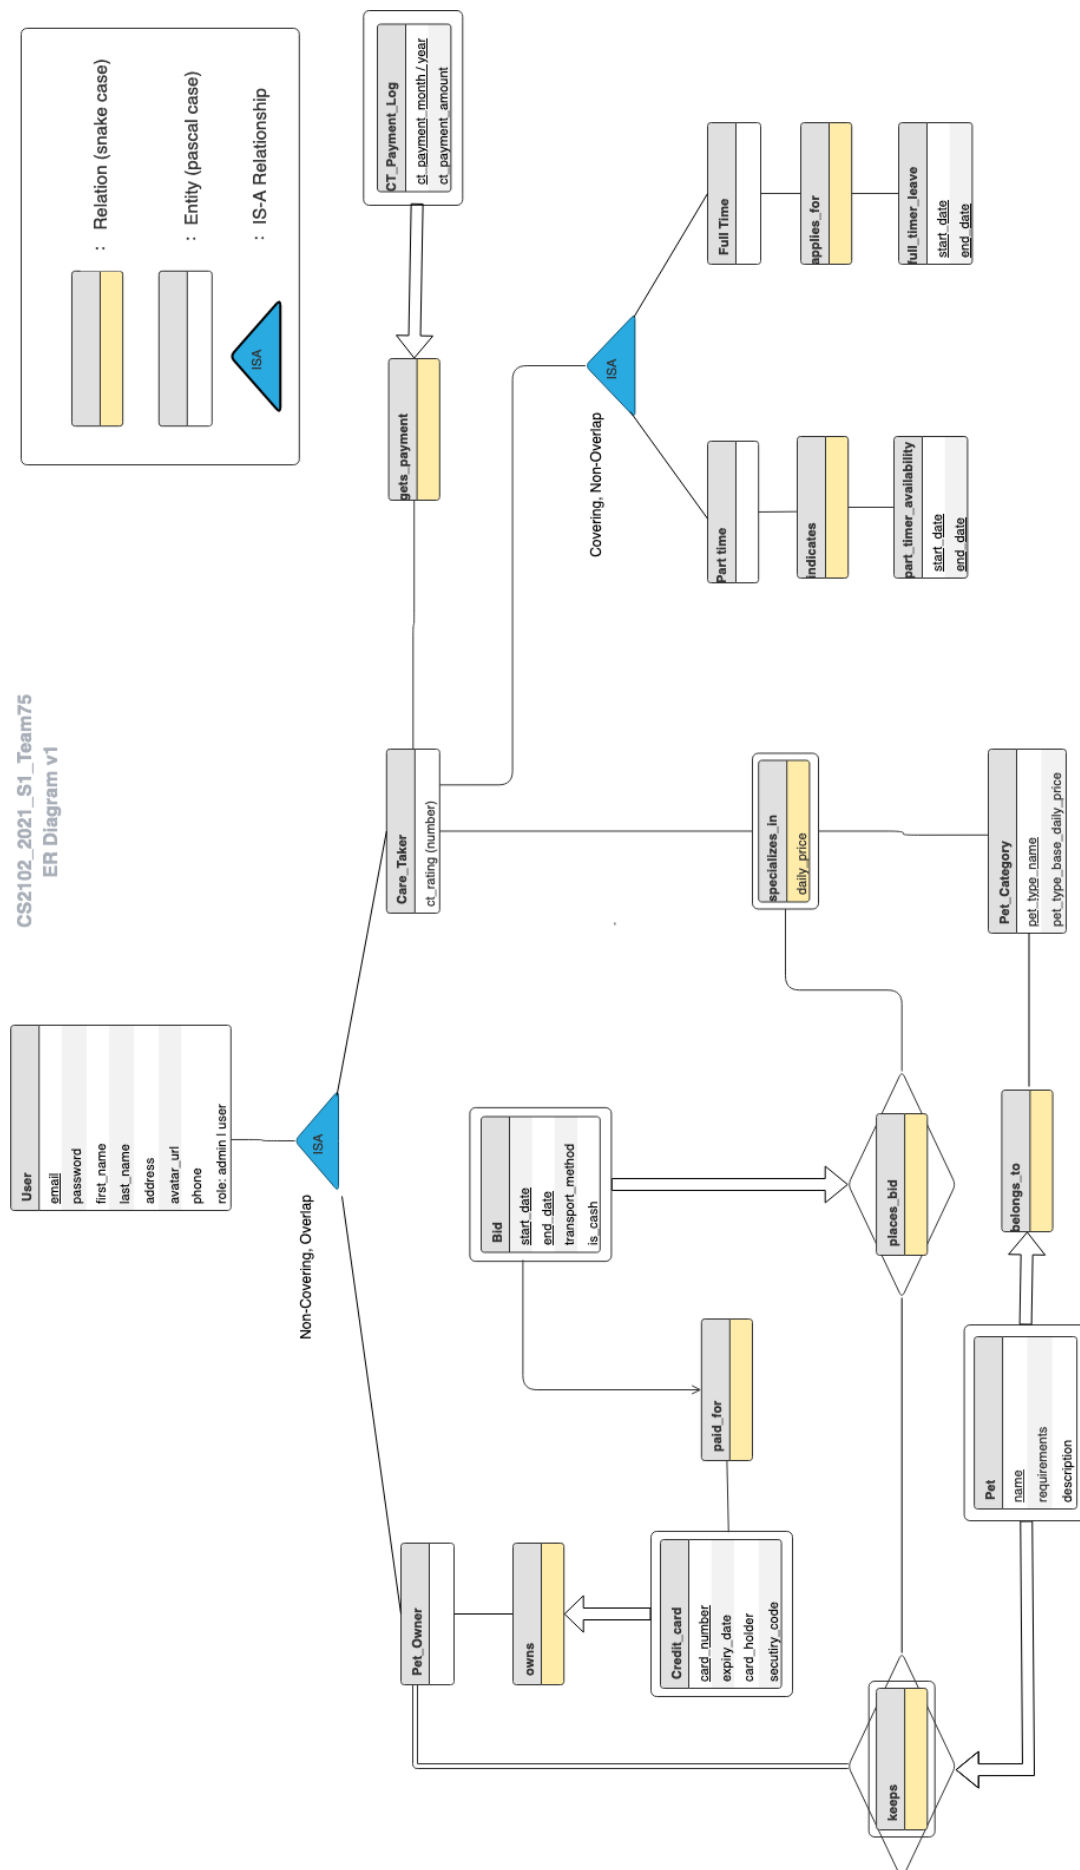 CS2102_2021_S1_Team75
ER Diagram v1
User
email
password
first_name
last_name
address
avatar_url
phone
role: admin I user
ISA
Non-Covering, Overlap
Pet_Owner
owns
Credit_card
card_number
expiry_date
card_holder
secutiry_code
paid_for
Bid
start_date
end_date
transport_method
is_cash
keeps
places_bid
Pet
name
requirements
description
belongs_to
Care_Taker
ct_rating (number)
specializes_in
daily_price
Pet_Category
pet_type_name
pet_type_base_daily_price
gets_payment
CT_Payment_Log
ct_payment_month / year
ct_payment_amount
ISA
Covering, Non-Overlap
Part time
indicates
part_timer_availability
start_date
end_date
Full Time
applies_for
full_timer_leave
start_date
end_date
: Relation (snake case)
: Entity (pascal case)
ISA
: IS-A Relationship